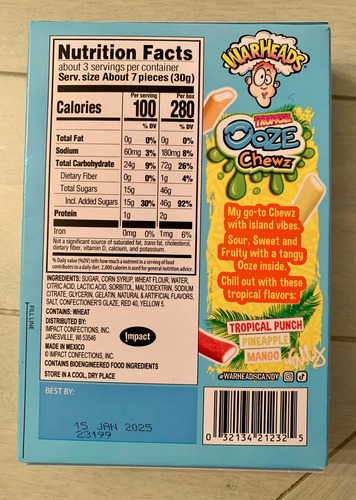 Nutrition Facts
about 3 servings per container
Serv. size About 7 pieces (30g)
Calories
Per serving
100
Per box
280
% DV
% DV
Total Fat 0g 0% 0g 0%
Sodium 60mg 3% 180mg 8%
Total Carbohydrate 24g 9% 72g 26%
Dietary Fiber 0g 0% 1g 4%
Total Sugars 15g 46g
Incl. Added Sugars 15g 30% 46g 92%
Protein 1g 2g
Iron 0mg 0% 1mg 6%
Not a significant source of saturated fat, trans fat, cholesterol,
dietary fiber, vitamin D, calcium, and potassium.
% Daily value (%DV) tells how much a nutrient in a serving of food
contributes to a daily diet. 2,000 calories is used for general nutrition advice.
INGREDIENTS: SUGAR, CORN SYRUP, WHEAT FLOUR, WATER,
CITRIC ACID, LACTIC ACID, SORBITOL, MALTODEXTRIN, SODIUM
CITRATE, GLYCERIN, GELATIN, NATURAL & ARTIFICIAL FLAVORS,
SALT, CONFECTIONER'S GLAZE, RED 40, YELLOW 5.
CONTAINS: WHEAT
DISTRIBUTED BY:
IMPACT CONFECTIONS, INC.
JANESVILLE, WI 53546
MADE IN MEXICO
© IMPACT CONFECTIONS, INC.
CONTAINS BIOENGINEERED FOOD INGREDIENTS
STORE IN A COOL, DRY PLACE
Impact
FILL LINE
BEST BY:
15 JAN 2025
23199
WARHEADS
TROPICAL
OOZE
Chewz
My go-to Chewz
with island vibes.
Sour, Sweet and
Fruity with a tangy
Ooze inside.
Chill out with these
tropical flavors:
TROPICAL PUNCH
PINEAPPLE
MANGO
#WARHEADSCANDY
0 32134 21232 5